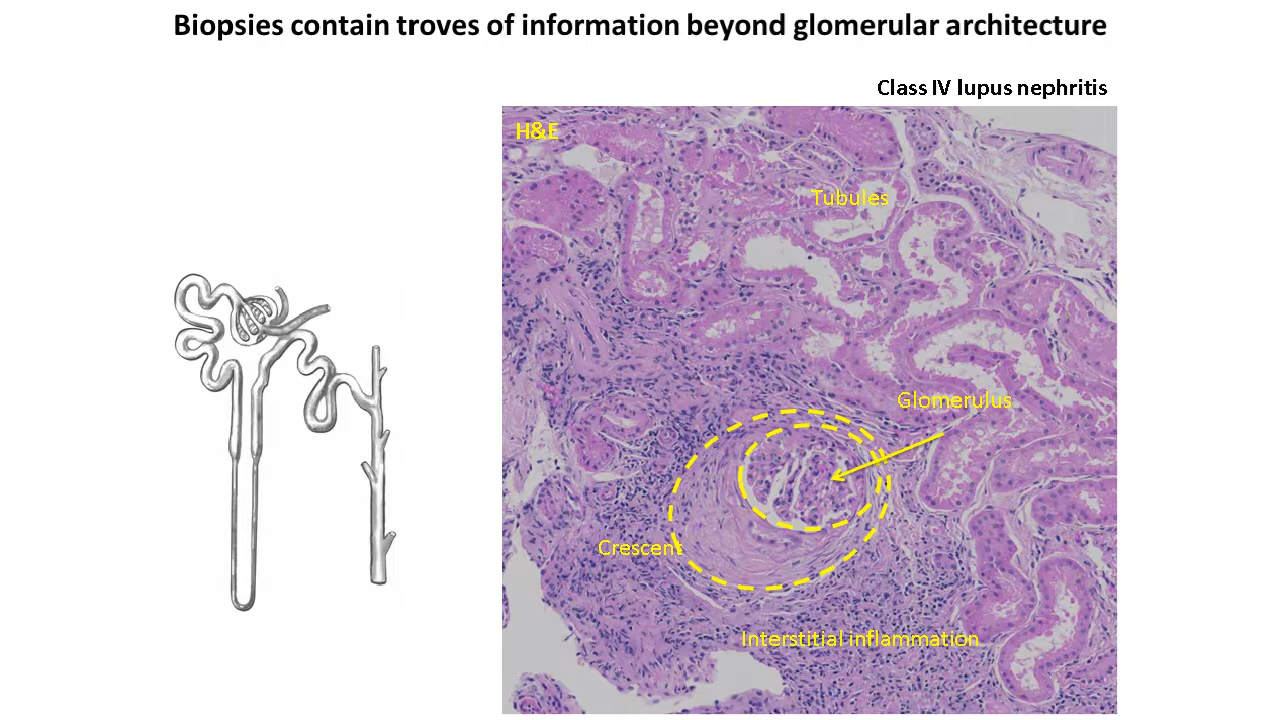 Biopsies contain troves of information beyond glomerular architecture
Class IV lupus nephritis
H&E
Tubules
Glomerulus
Crescent
Interstitial inflammation